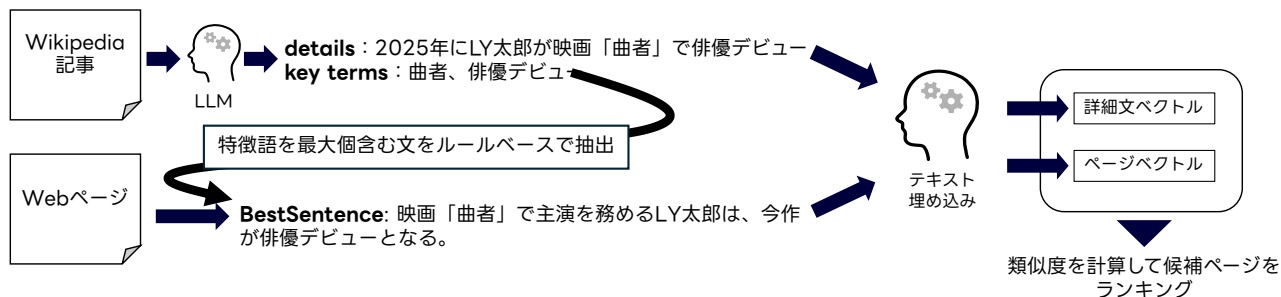 Wikipedia
記事
LLM
details：2025年にLY太郎が映画「曲者」で俳優デビュー
key terms：曲者、俳優デビュー
特徴語を最大個含む文をルールベースで抽出
Webページ
BestSentence: 映画「曲者」で主演を務めるLY太郎は、今作
が俳優デビューとなる。
テキスト
埋め込み
詳細文ベクトル
ページベクトル
類似度を計算して候補ページを
ランキング